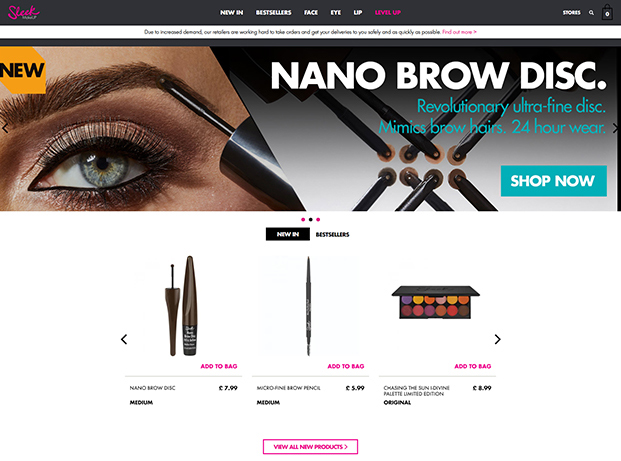 Sleek
MakeUP
NEW IN BESTSELLERS FACE EYE LIP LEVEL UP STORES 0
Due to increased demand, our retailers are working hard to take orders and get your deliveries to you safely and as quickly as posible. Find out more >
NEW
NANO BROW DISC.
Revolutionary ultra-fine disc.
Mimics brow hairs. 24 hour wear.
SHOP NOW
NEW IN BESTSELLERS
ADD TO BAG ADD TO BAG ADD TO BAG
NANO BROW DISC £ 7.99 MICRO-FINE BROW PENCIL £ 5.99 CHASING THE SUN I-DIVINE £ 8.99
PALETTE LIMITED EDITION
MEDIUM MEDIUM ORIGINAL
VIEW ALL NEW PRODUCTS >